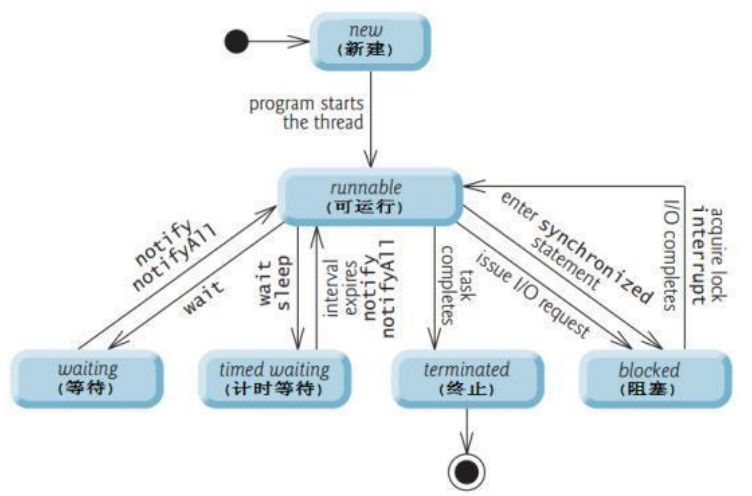 new
(新建)
program starts
the thread
runnable
(可运行)
notify
notifyAll
wait
wait
sleep
interval
expires
notify
notifyAll
task
completes
enter synchronized
statement
issue I/O request
I/O completes
interrupt
acquire lock
waiting
(等待)
timed waiting
(计时等待)
terminated
(终止)
blocked
(阻塞)